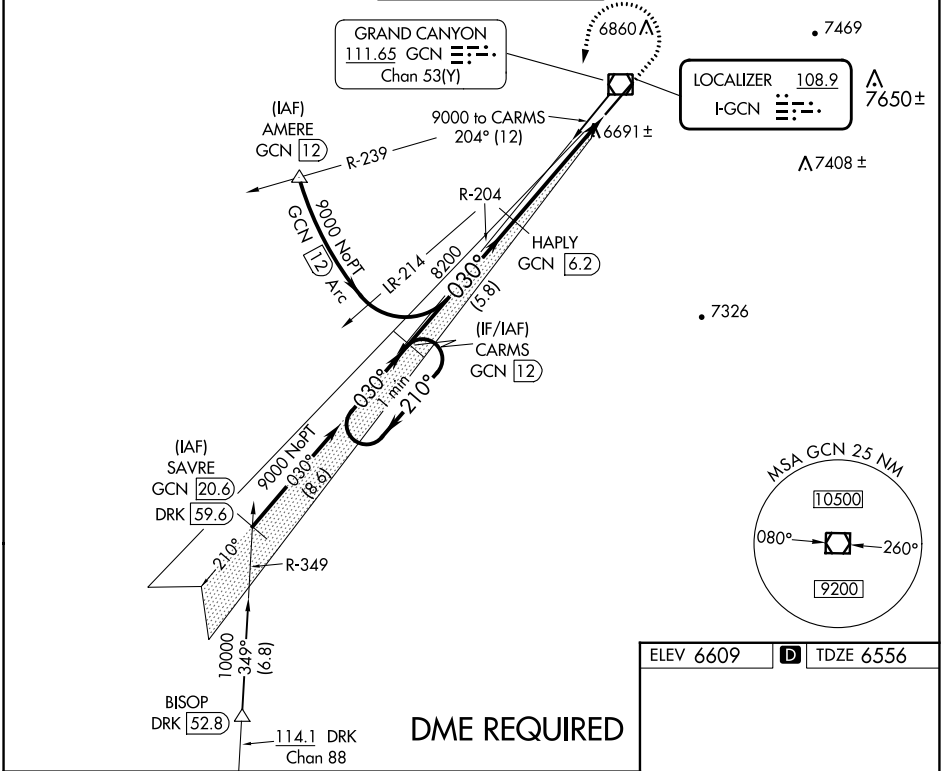 GRAND CANYON
111.65 GCN
Chan 53(Y)
6860
7469
LOCALIZER 108.9
I-GCN
7650 ±
(IAF)
AMERE
GCN 12
9000 to CARMS
204° (12)
6691 ±
7408 ±
R-239
R-204
9000 NoPT
GCN 12 Arc
LR-214
8200
030°
(5.8)
HAPLY
GCN 6.2
7326
(IF/IAF)
CARMS
GCN 12
030°
1 min
210°
(IAF)
SAVRE
GCN 20.6
DRK 59.6
9000 NoPT
030°
(8.6)
210°
R-349
MSA GCN 25 NM
10500
080°
260°
9200
10000
349°
(6.8)
BISOP
DRK 52.8
114.1 DRK
Chan 88
DME REQUIRED
ELEV 6609 D TDZE 6556